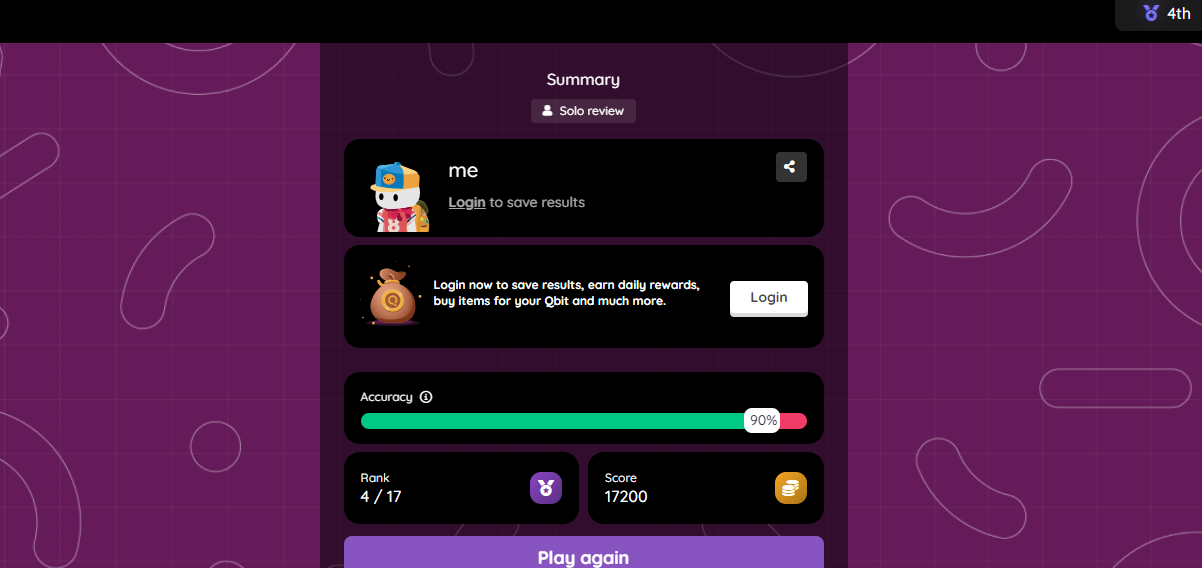 4th
Summary
Solo review
me
Login to save results
Login now to save results, earn daily rewards,
buy items for your Qbit and much more.
Login
Accuracy
90%
Rank
4 / 17
Score
17200
Play again